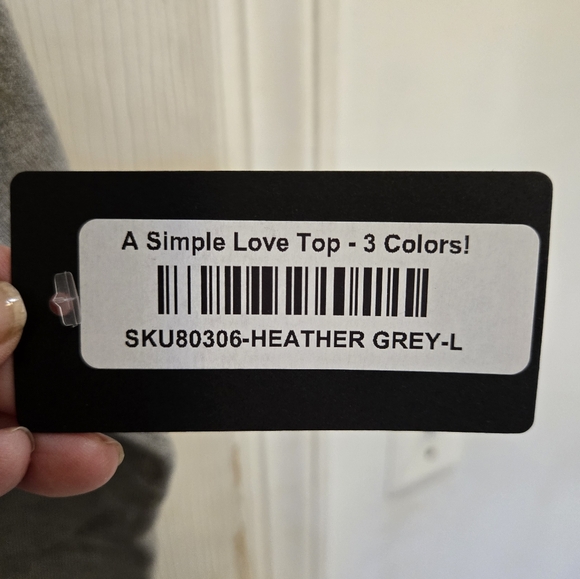 A Simple Love Top - 3 Colors!
SKU80306-HEATHER GREY-L